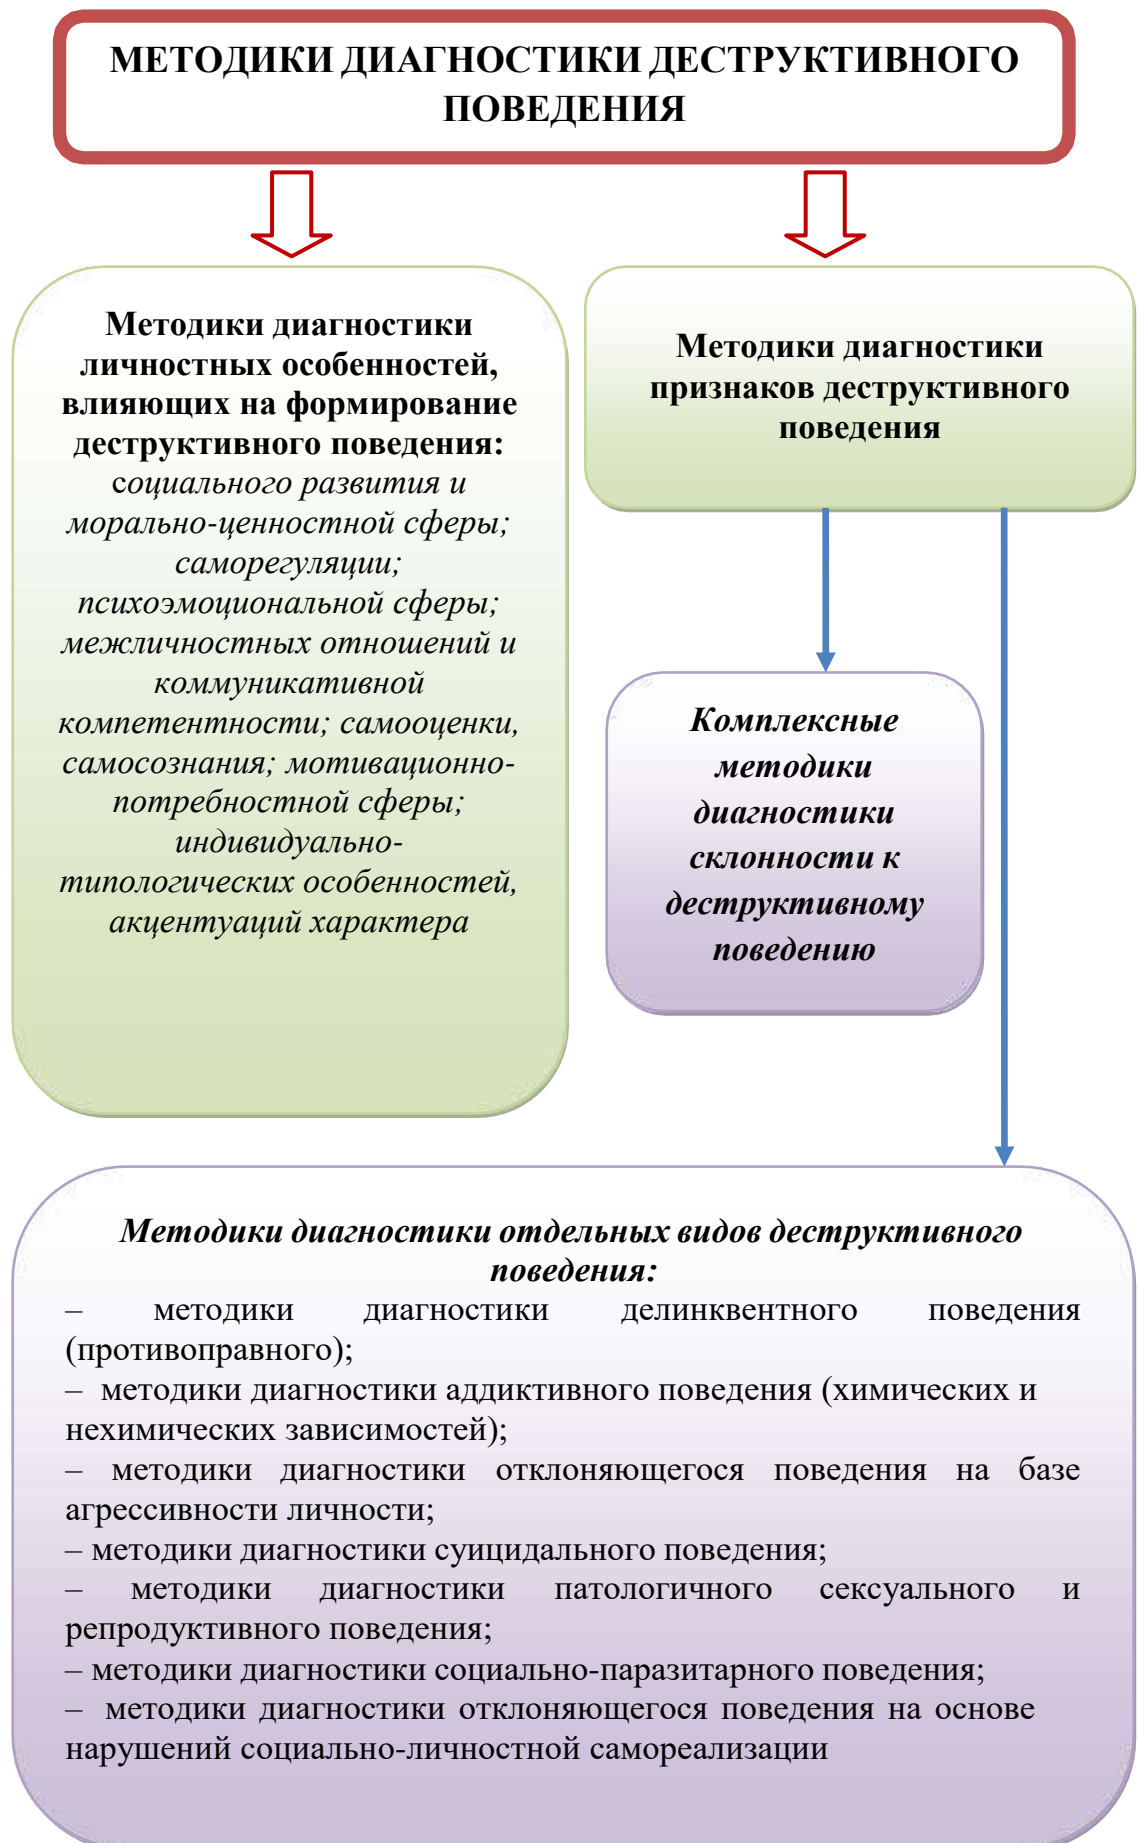 МЕТОДИКИ ДИАГНОСТИКИ ДЕСТРУКТИВНОГО
ПОВЕДЕНИЯ
Методики диагностики
личностных особенностей,
влияющих на формирование
деструктивного поведения:
социального развития и
морально-ценностной сферы;
саморегуляции;
психоэмоциональной сферы;
межличностных отношений и
коммуникативной
компетентности; самооценки,
самосознания; мотивационно-
потребностной сферы;
индивидуально-
типологических особенностей,
акцентуаций характера
Методики диагностики
признаков деструктивного
поведения
Комплексные
методики
диагностики
склонности к
деструктивному
поведению
Методики диагностики отдельных видов деструктивного
поведения:
– методики диагностики делинквентного поведения
(противоправного);
– методики диагностики аддиктивного поведения (химических и
нехимических зависимостей);
– методики диагностики отклоняющегося поведения на базе
агрессивности личности;
– методики диагностики суицидального поведения;
– методики диагностики патологичного сексуального и
репродуктивного поведения;
– методики диагностики социально-паразитарного поведения;
– методики диагностики отклоняющегося поведения на основе
нарушений социально-личностной самореализации